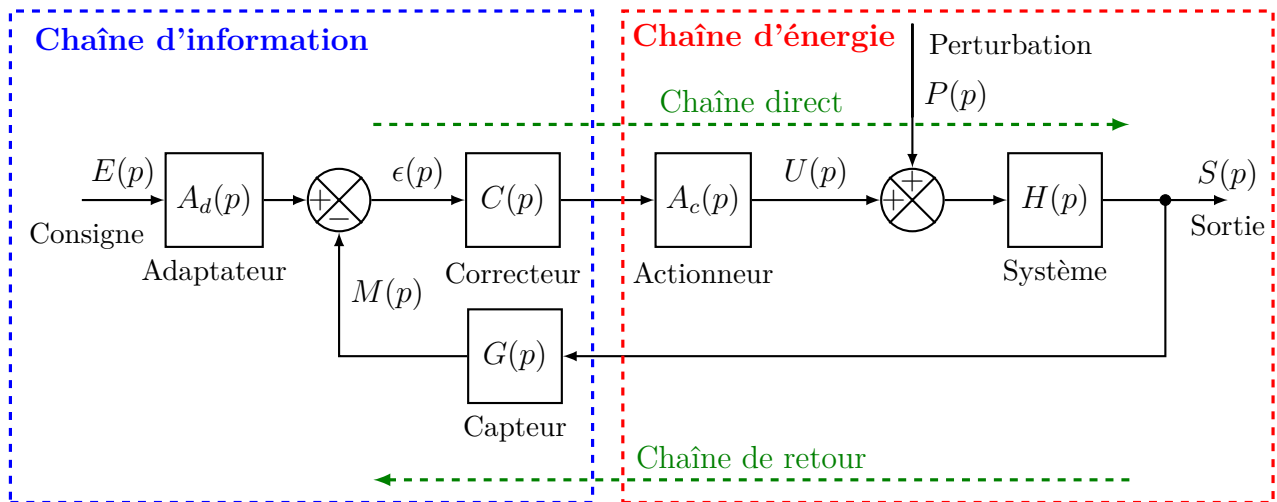 Chaîne d'information
Chaîne d'énergie
Perturbation
P(p)
Chaîne direct
E(p)
Consigne
A_d(p)
Adaptateur
+
−
ϵ(p)
C(p)
Correcteur
A_c(p)
Actionneur
U(p)
+
+
H(p)
Système
S(p)
Sortie
M(p)
G(p)
Capteur
Chaîne de retour